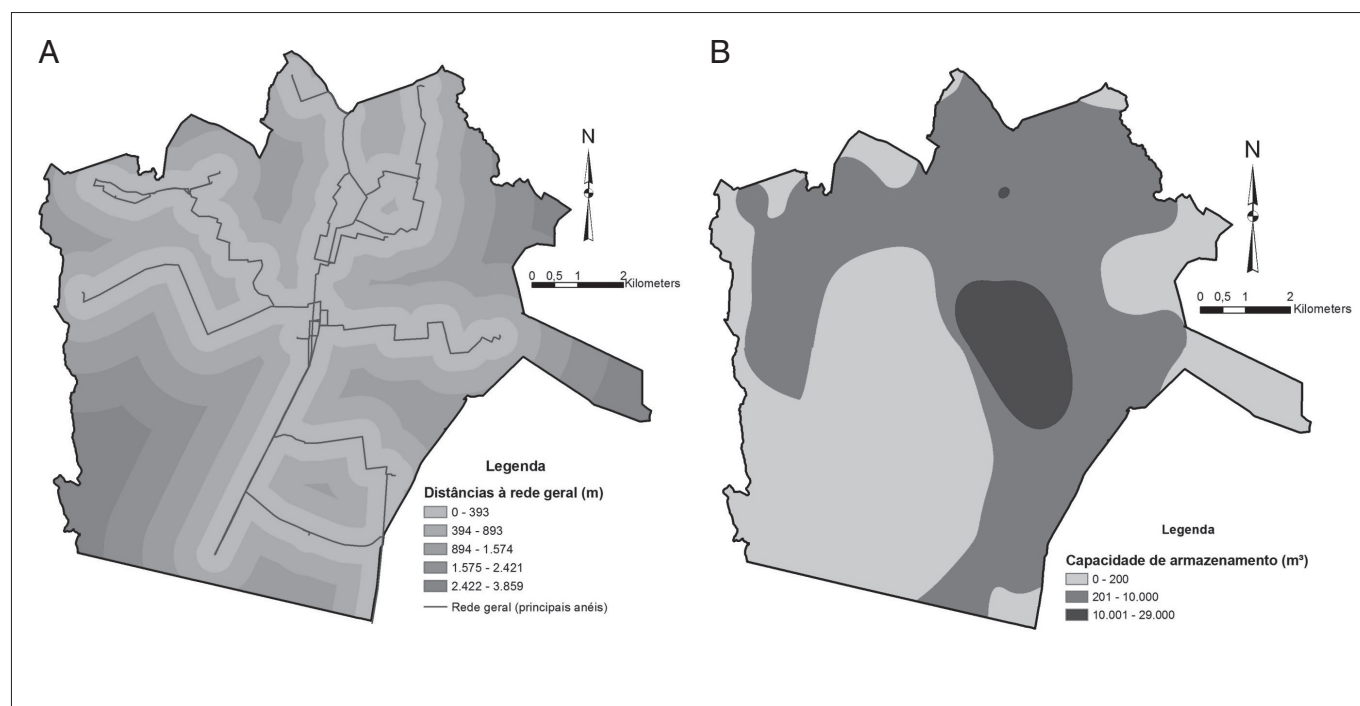 A
N
0 0,5 1 2
Kilometers
Legenda
Distâncias à rede geral (m)
0 - 393
394 - 893
894 - 1.574
1.575 - 2.421
2.422 - 3.859
Rede geral (principais anéis)
B
N
0 0,5 1 2
Kilometers
Legenda
Capacidade de armazenamento (m³)
0 - 200
201 - 10.000
10.001 - 29.000